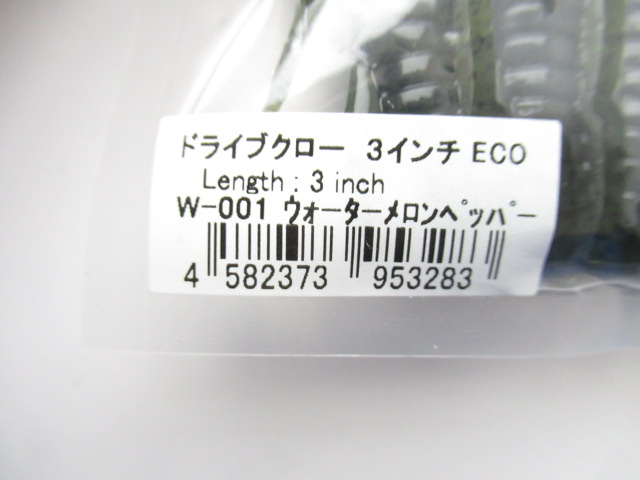 ドライブクロー 3インチ ECO
Length : 3 inch
W-001 ウォーターメロンペッパー
4 582373 953283